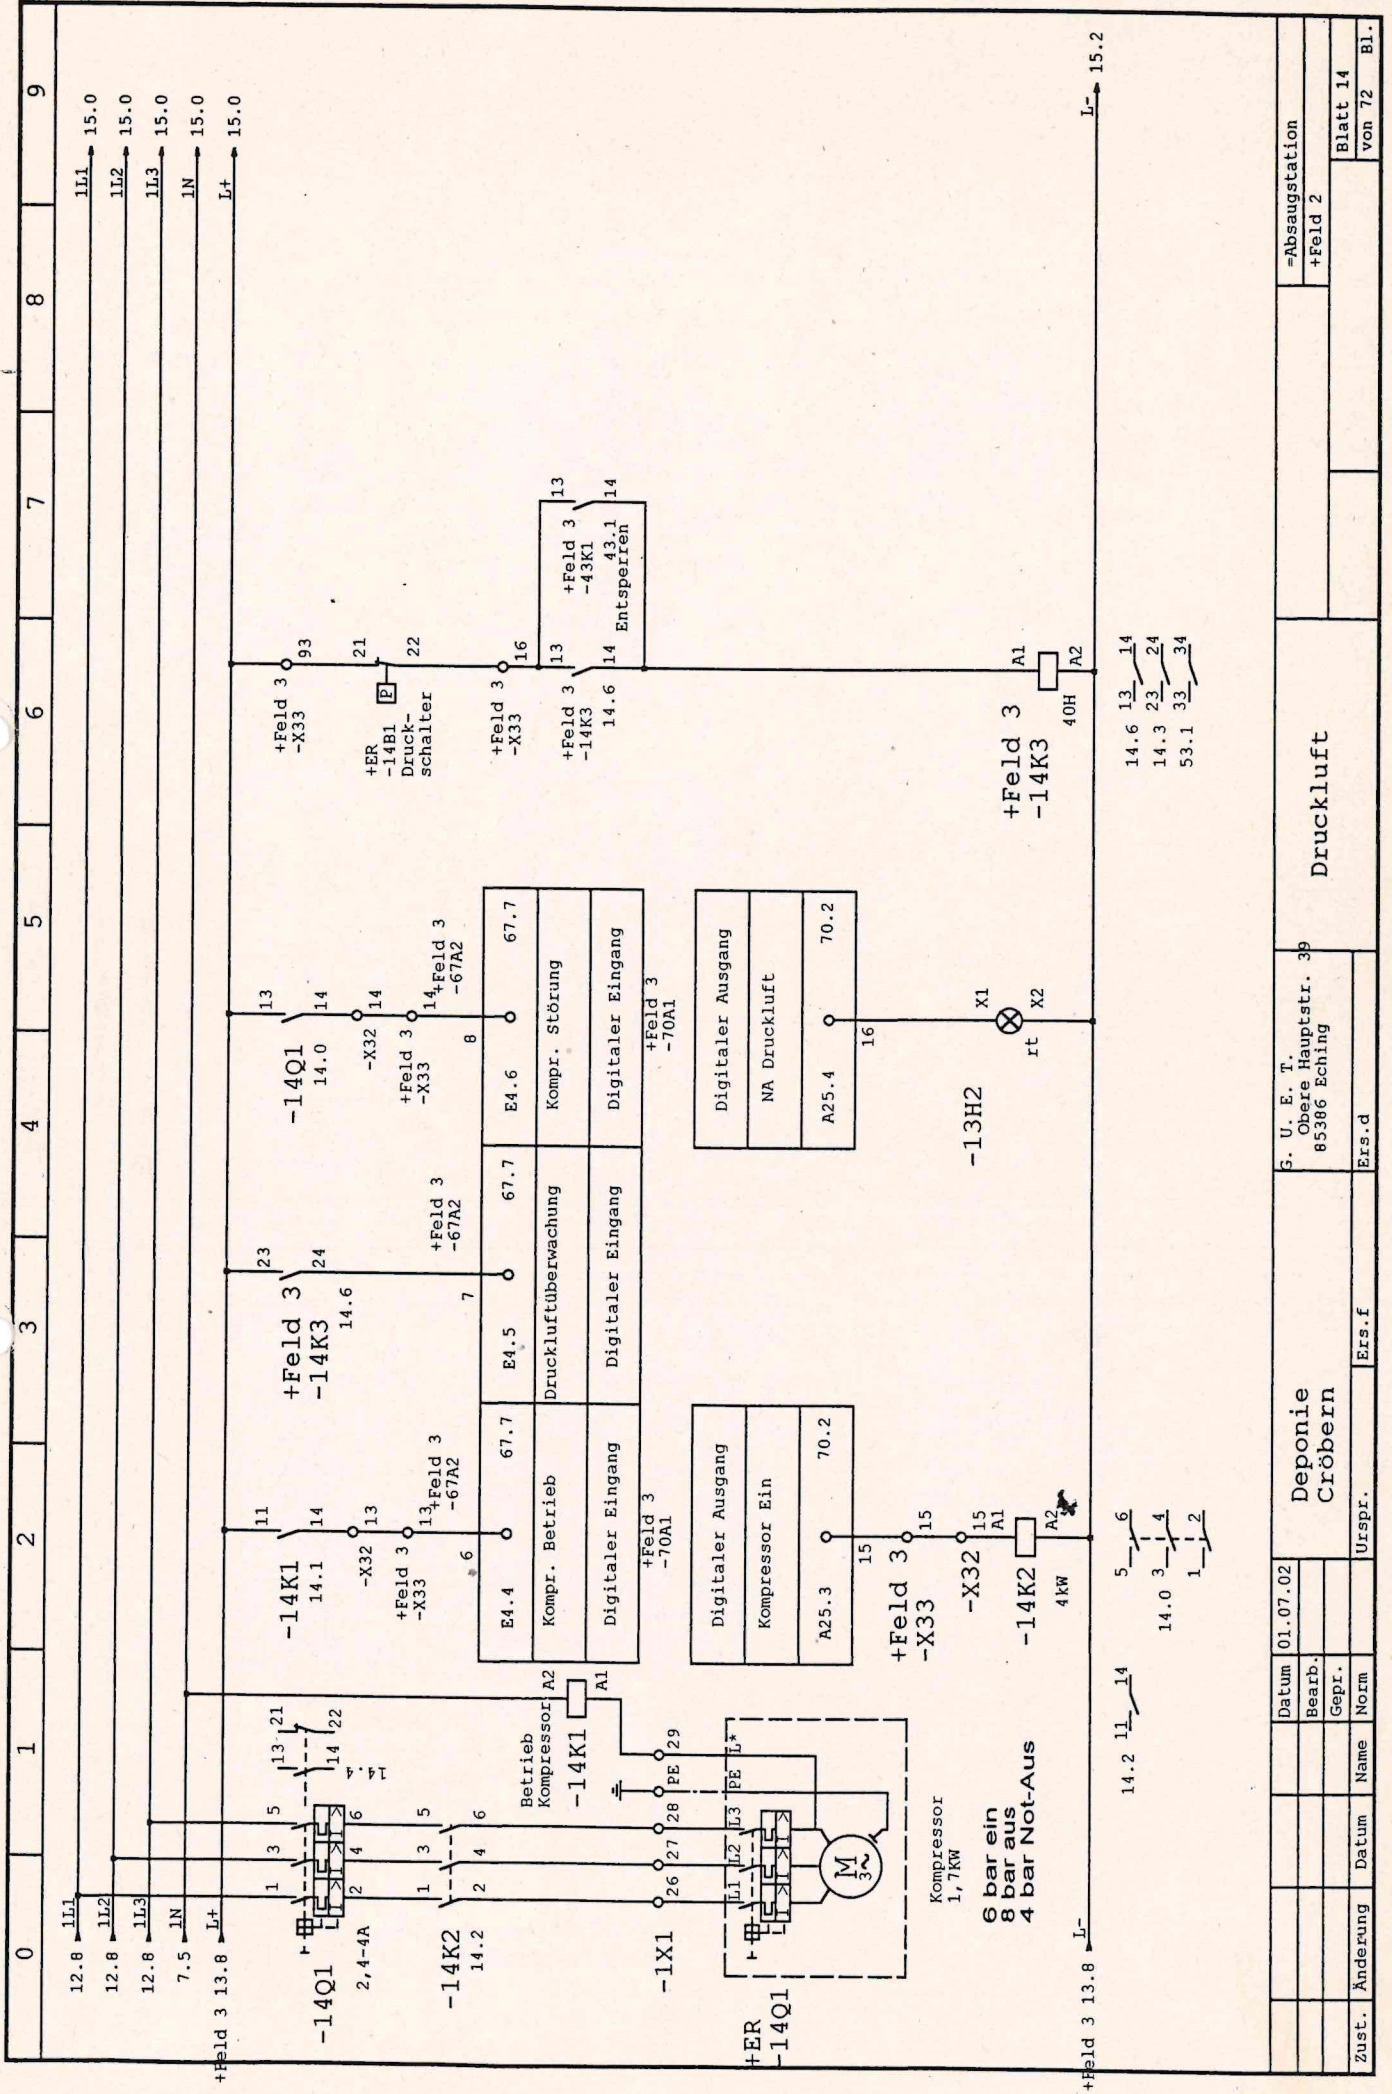 0 1 2 3 4 5 6 7 8 9
12.8 1L1
1L1 15.0
12.8 1L2
1L2 15.0
12.8 1L3
1L3 15.0
7.5 1N
1N 15.0
+Feld 3 13.8 L+
L+ 15.0
-14Q1
2,4-4A
1 3 5 13 21
2 4 6 14 22
14.4
-14K2
14.2
1 3 5
2 4 6
Betrieb
Kompressor
-14K1
A2
A1
-1X1
26 27 28 PE 29
+ER
-14Q1
L1 L2 L3 PE L*
M
3~
Kompressor
1,7KW
6 bar ein
8 bar aus
4 bar Not-Aus
-14K1
14.1
11
14
-X32
13
+Feld 3
-X33
13
+Feld 3
-67A2
6
E4.4 67.7
Kompr. Betrieb
Digitaler Eingang
+Feld 3
-70A1
Digitaler Ausgang
Kompressor Ein
A25.3 70.2
15
+Feld 3
-X33
15
-X32
15
-14K2
4kW
A1
A2
+Feld 3
-14K3
14.6
23
24
+Feld 3
-67A2
7
E4.5 67.7
Druckluftüberwachung
Digitaler Eingang
-14Q1
14.0
13
14
-X32
14
+Feld 3
-X33
14
+Feld 3
-67A2
8
E4.6 67.7
Kompr. Störung
Digitaler Eingang
+Feld 3
-70A1
Digitaler Ausgang
NA Druckluft
A25.4 70.2
16
-13H2
X1
X2
rt
+Feld 3
-X33
93
+ER
-14B1
Druck-
schalter
P
21
22
+Feld 3
-X33
16
+Feld 3
-14K3
14.6
13
14
+Feld 3
-43K1
43.1
Entsperren
13
14
+Feld 3
-14K3
40H
A1
A2
+Feld 3 13.8 L-
L- 15.2
14.2 11 14
5 6
14.0 3 4
1 2
14.6 13 14
14.3 23 24
53.1 33 34
Zust. Änderung Datum Name Norm
Datum 01.07.02
Bearb.
Gepr.
Urspr. Ers.f Ers.d
Deponie
Cröbern
G. U. E. T.
Obere Hauptstr. 39
85386 Eching
Druckluft
=Absaugstation
+Feld 2
Blatt 14
von 72 Bl.